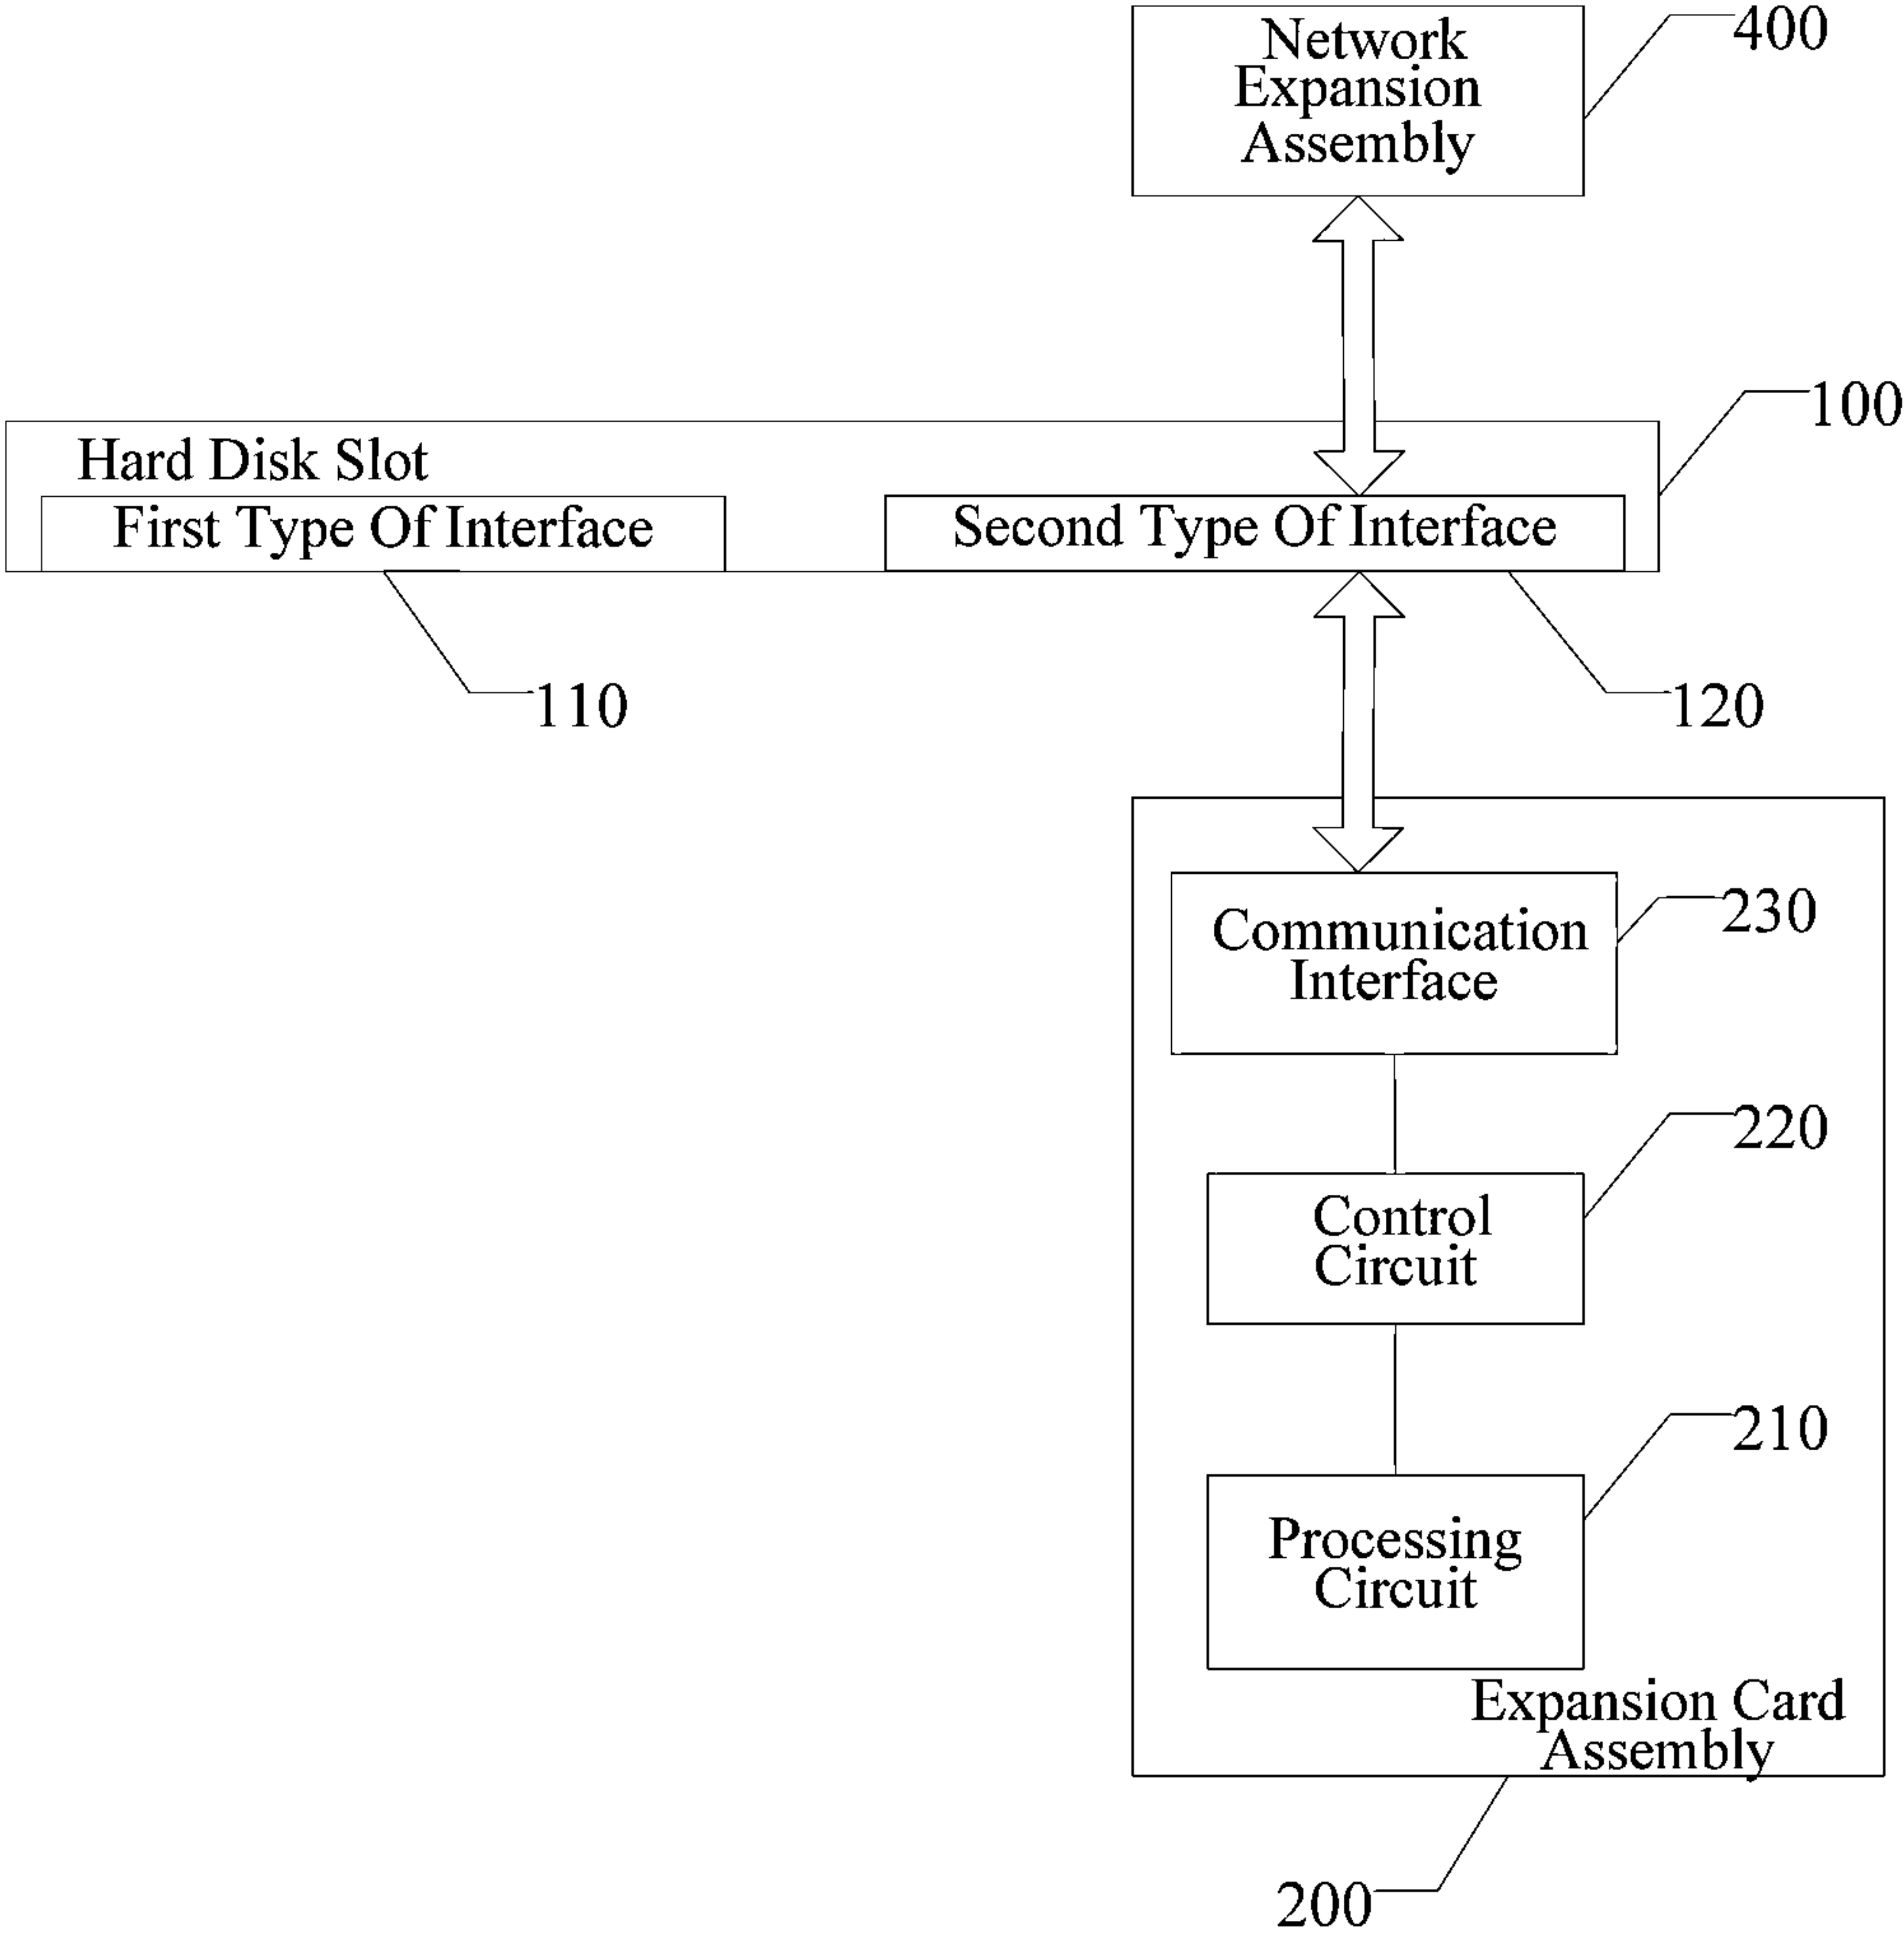 Network
Expansion
Assembly
400
100
Hard Disk Slot
First Type Of Interface
Second Type Of Interface
110
120
Communication
Interface
230
Control
Circuit
220
Processing
Circuit
210
Expansion Card
Assembly
200